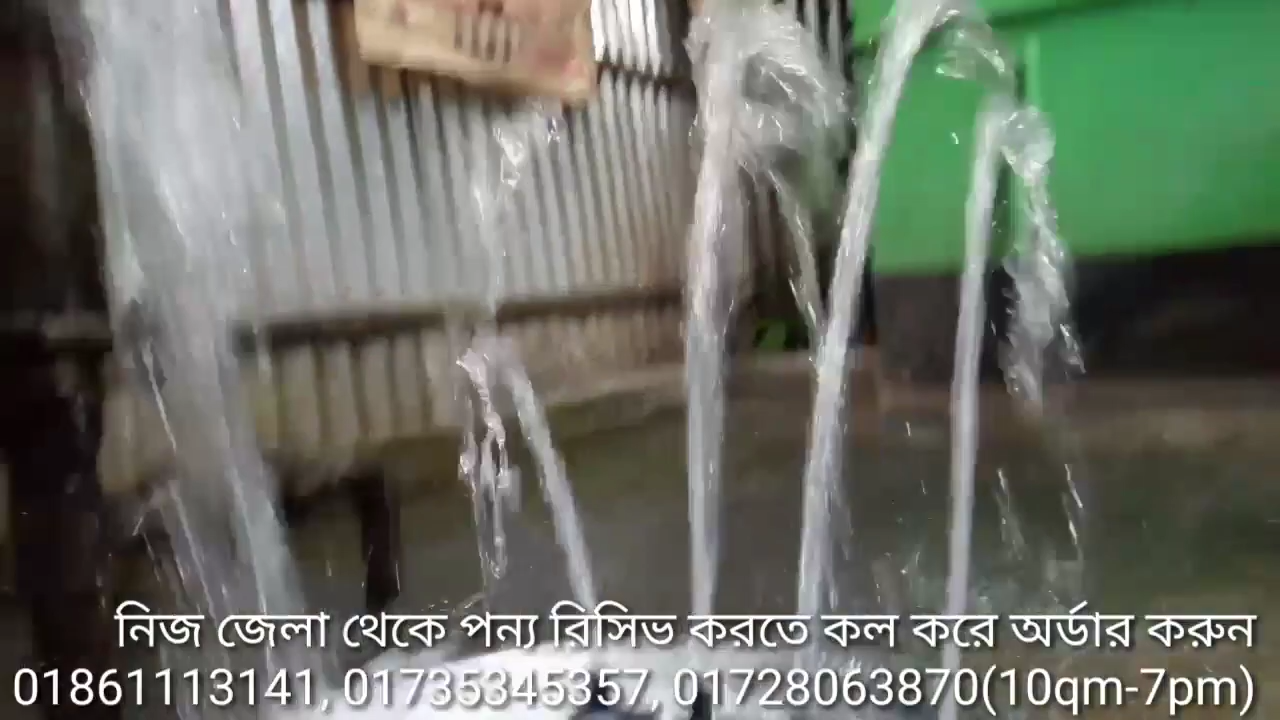 নিজ জেলা থেকে পন্য রিসিভ করতে কল করে অর্ডার করুন
01861113141, 01735345357, 01728063870(10qm-7pm)